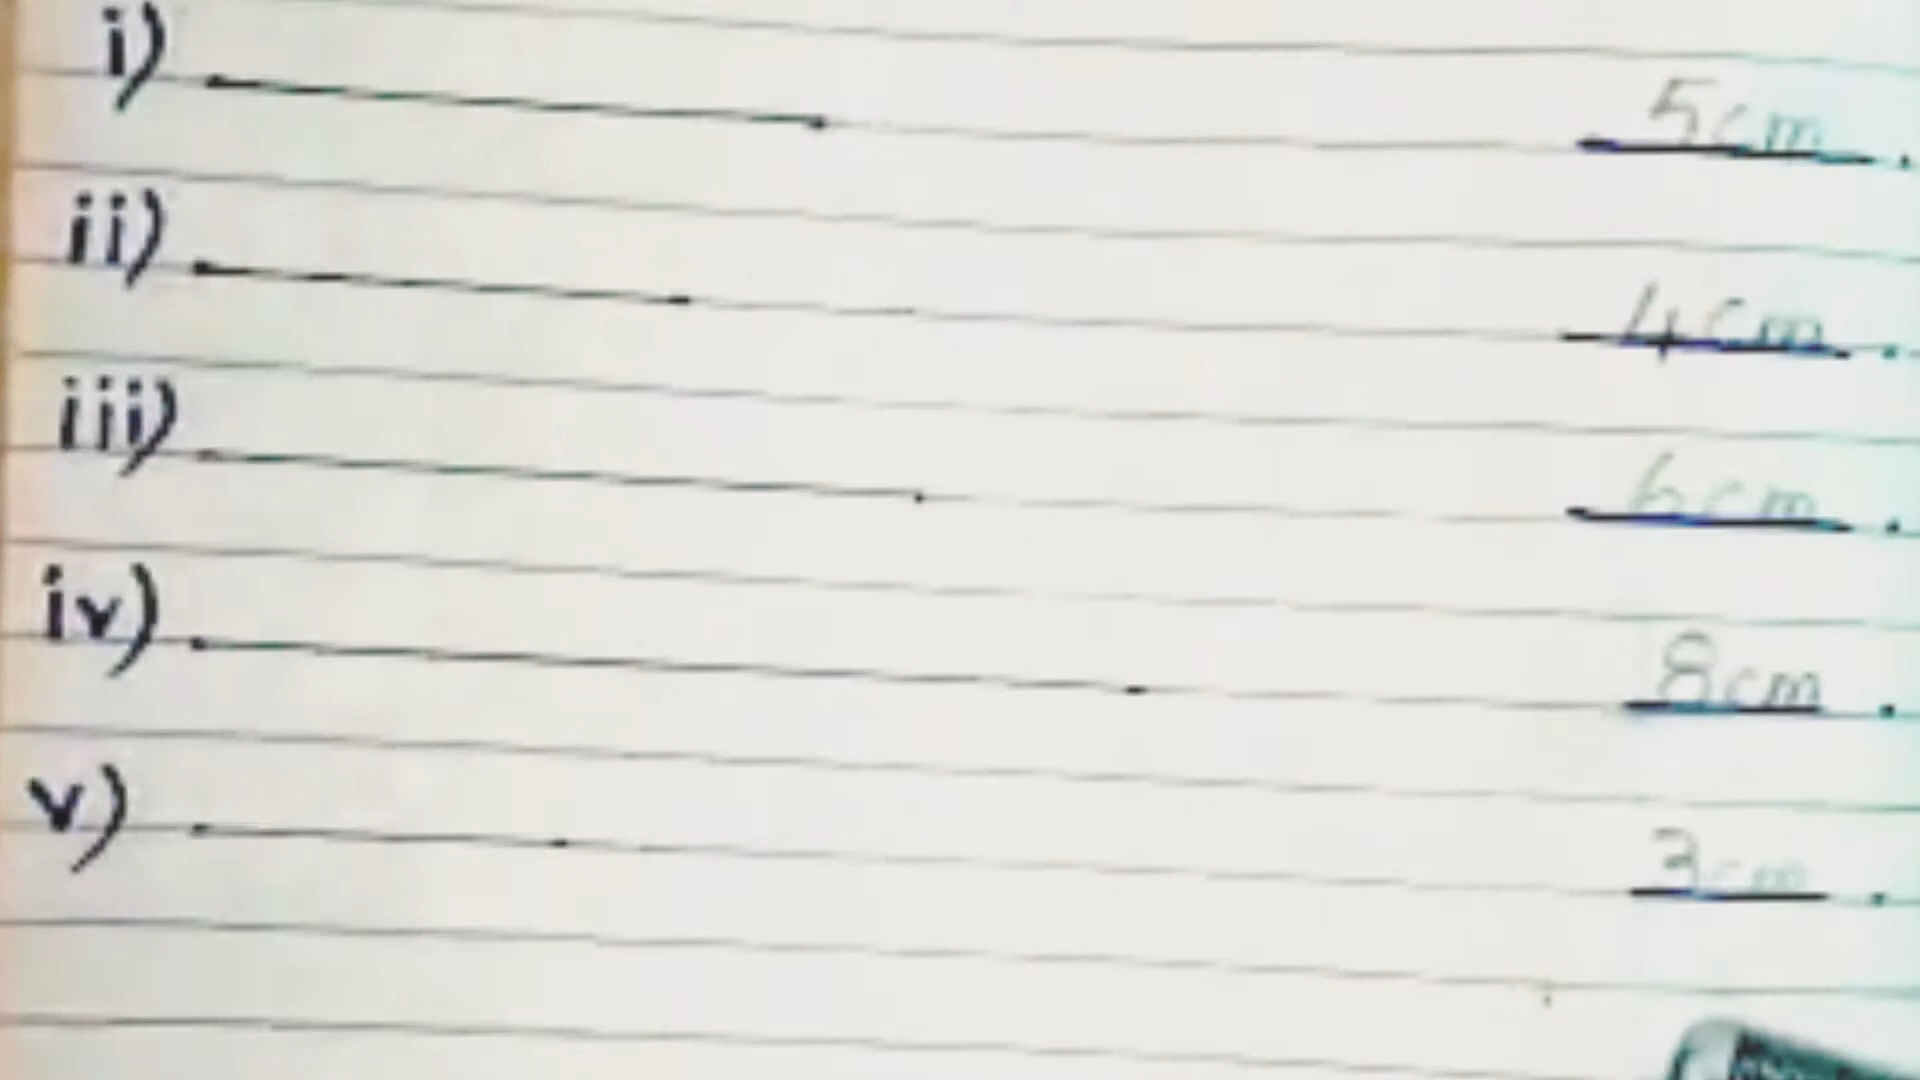 i) 5cm.
ii) 4cm.
iii) 6cm.
iv) 8cm.
v) 3cm.